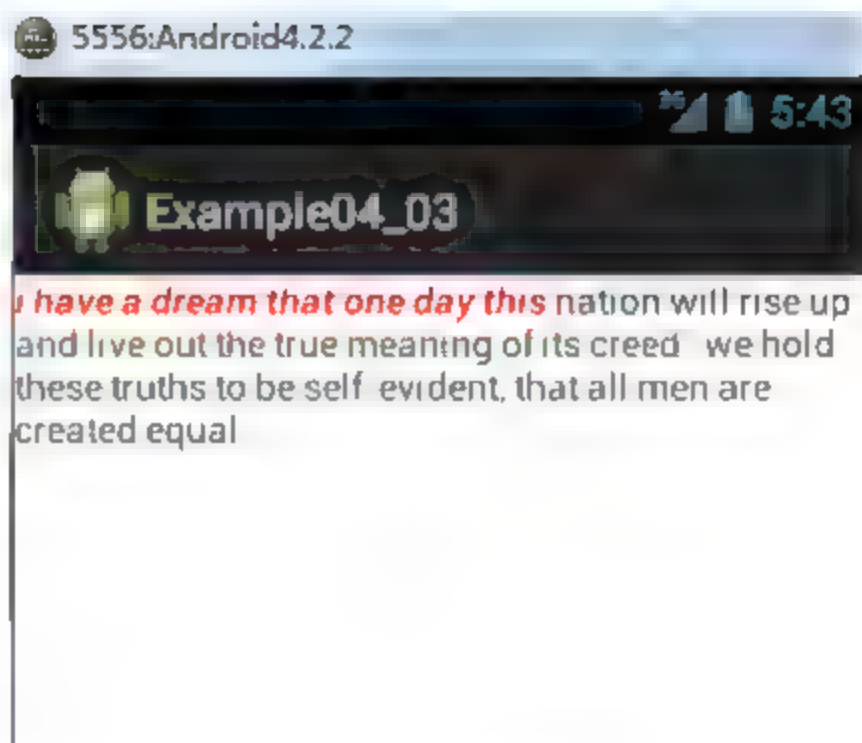 5556:Android4.2.2
3G 5:43
Example04_03
i have a dream that one day this nation will rise up
and live out the true meaning of its creed we hold
these truths to be self evident, that all men are
created equal